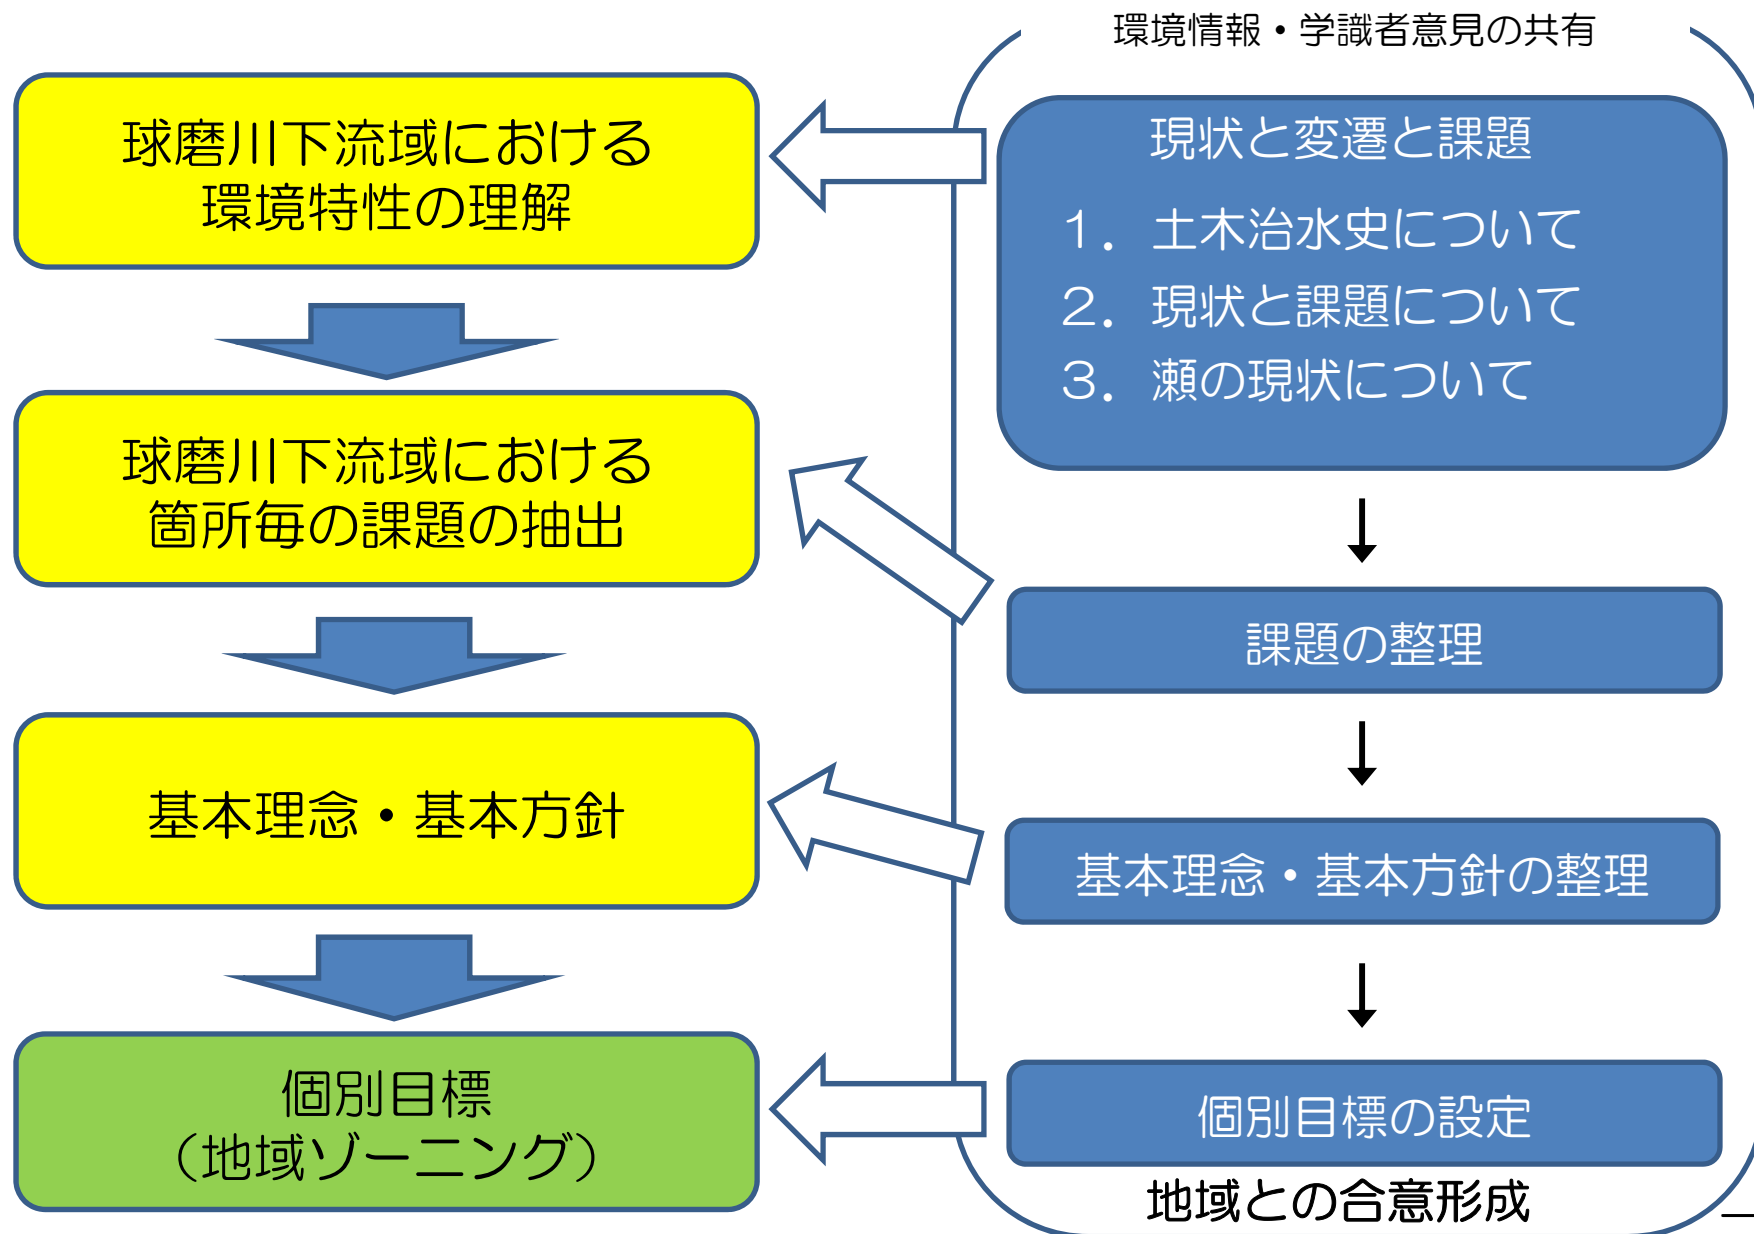 環境情報・学識者意見の共有
球磨川下流域における
環境特性の理解
球磨川下流域における
箇所毎の課題の抽出
基本理念・基本方針
個別目標
（地域ゾーニング）
現状と変遷と課題
１．土木治水史について
２．現状と課題について
３．瀬の現状について
課題の整理
基本理念・基本方針の整理
個別目標の設定
地域との合意形成